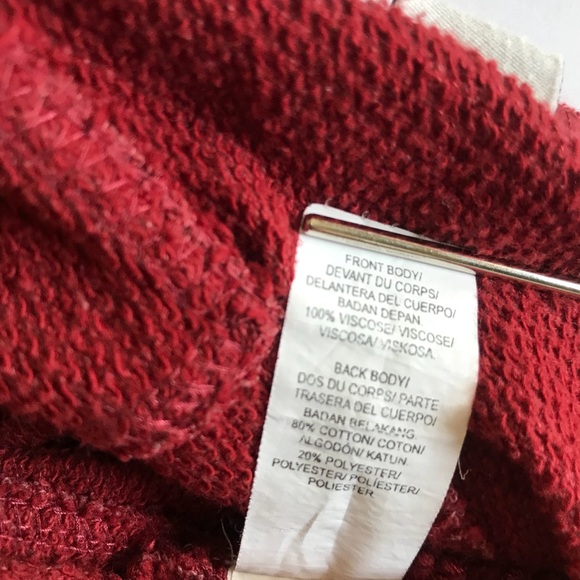 FRONT BODY/
DEVANT DU CORPS/
DELANTERA DEL CUERPO/
BADAN DEPAN.
100% VISCOSE/ VISCOSE/
VISCOSA/ VISKOSA.
BACK BODY/
DOS DU CORPS/ PARTE
TRASERA DEL CUERPO/
BADAN BELAKANG.
80% COTTON/ COTON/
ALGODÓN/ KATUN.
20% POLYESTER/
POLYESTER/ POLIÉSTER/
POLIESTER